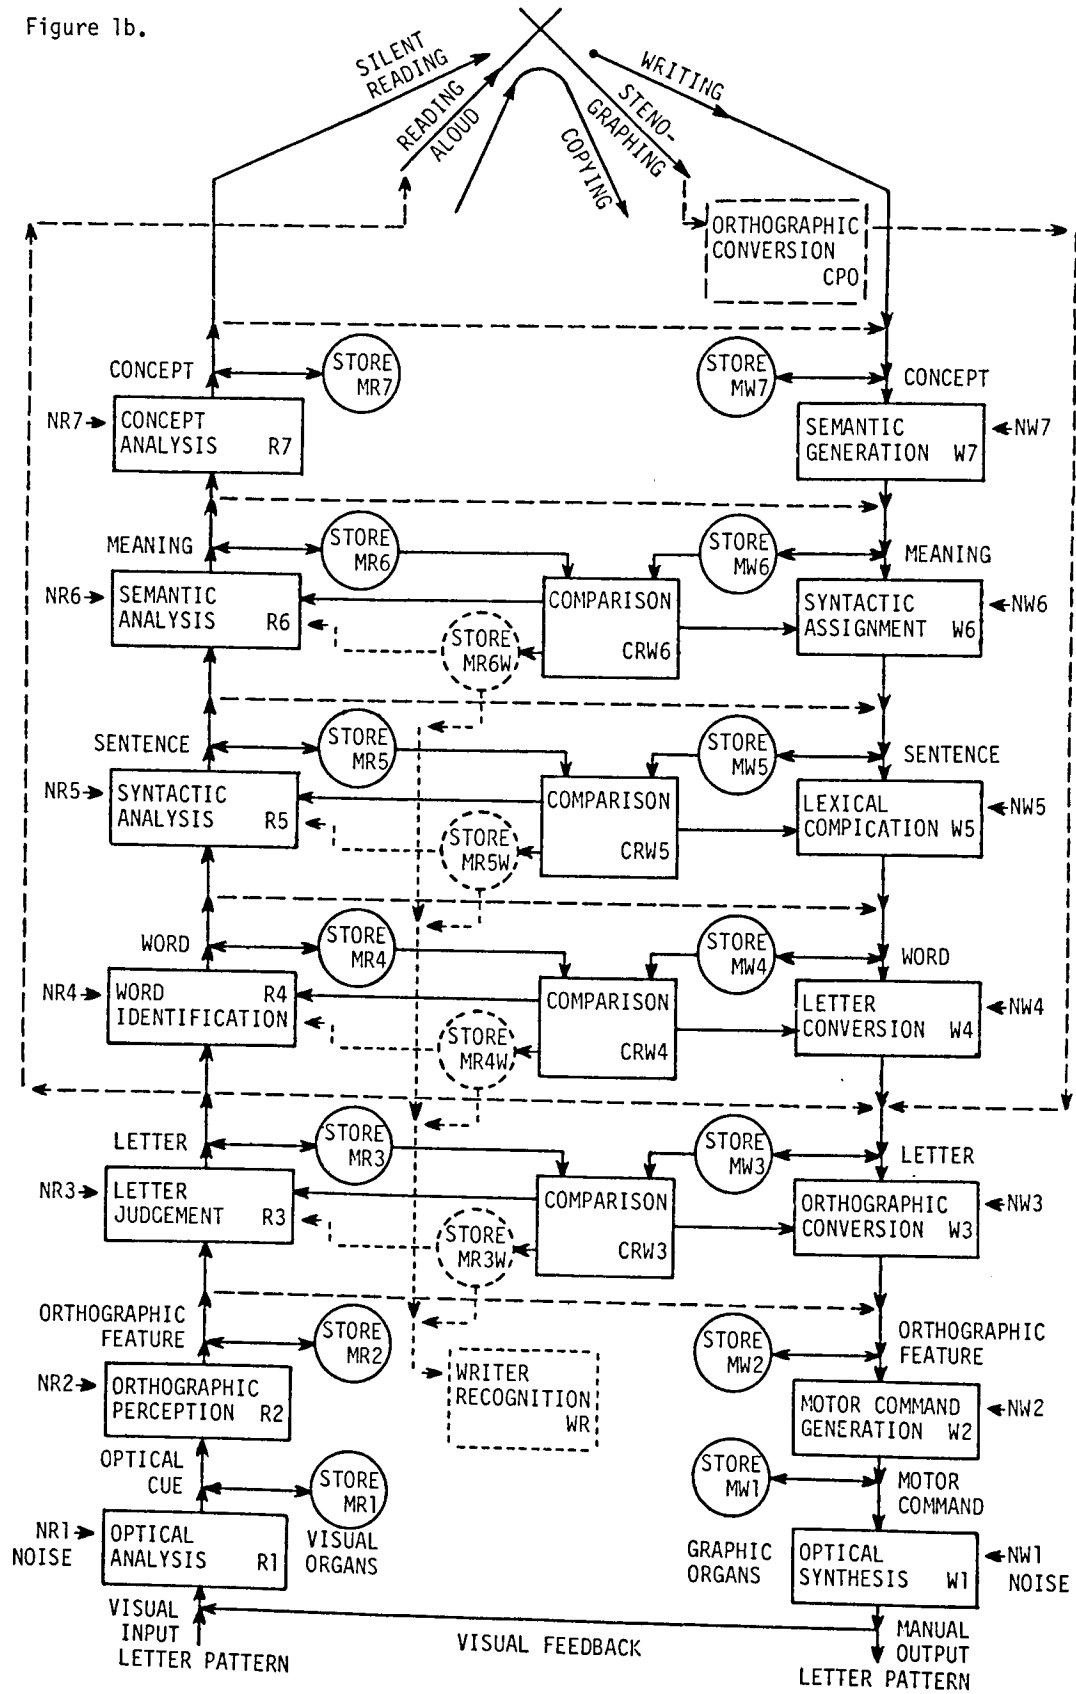 Figure 1b.
SILENT
READING
READING
ALOUD
COPYING
STENO-
GRAPHING
WRITING
ORTHOGRAPHIC
CONVERSION
CPO
CONCEPT
STORE
MR7
STORE
MW7
CONCEPT
NR7
CONCEPT
ANALYSIS R7
SEMANTIC
GENERATION W7
NW7
MEANING
STORE
MR6
STORE
MW6
MEANING
NR6
SEMANTIC
ANALYSIS R6
STORE
MR6W
COMPARISON
CRW6
SYNTACTIC
ASSIGNMENT W6
NW6
SENTENCE
STORE
MR5
STORE
MW5
SENTENCE
NR5
SYNTACTIC
ANALYSIS R5
STORE
MR5W
COMPARISON
CRW5
LEXICAL
COMPICATION W5
NW5
WORD
STORE
MR4
STORE
MW4
WORD
NR4
WORD R4
IDENTIFICATION
STORE
MR4W
COMPARISON
CRW4
LETTER
CONVERSION W4
NW4
LETTER
STORE
MR3
STORE
MW3
LETTER
NR3
LETTER
JUDGEMENT R3
STORE
MR3W
COMPARISON
CRW3
ORTHOGRAPHIC
CONVERSION W3
NW3
ORTHOGRAPHIC
FEATURE
STORE
MR2
STORE
MW2
ORTHOGRAPHIC
FEATURE
NR2
ORTHOGRAPHIC
PERCEPTION R2
WRITER
RECOGNITION
WR
MOTOR COMMAND
GENERATION W2
NW2
OPTICAL
CUE
STORE
MR1
STORE
MW1
MOTOR
COMMAND
NR1
NOISE
OPTICAL
ANALYSIS R1
VISUAL
ORGANS
GRAPHIC
ORGANS
OPTICAL
SYNTHESIS W1
NW1
NOISE
VISUAL
INPUT
LETTER PATTERN
VISUAL FEEDBACK
MANUAL
OUTPUT
LETTER PATTERN